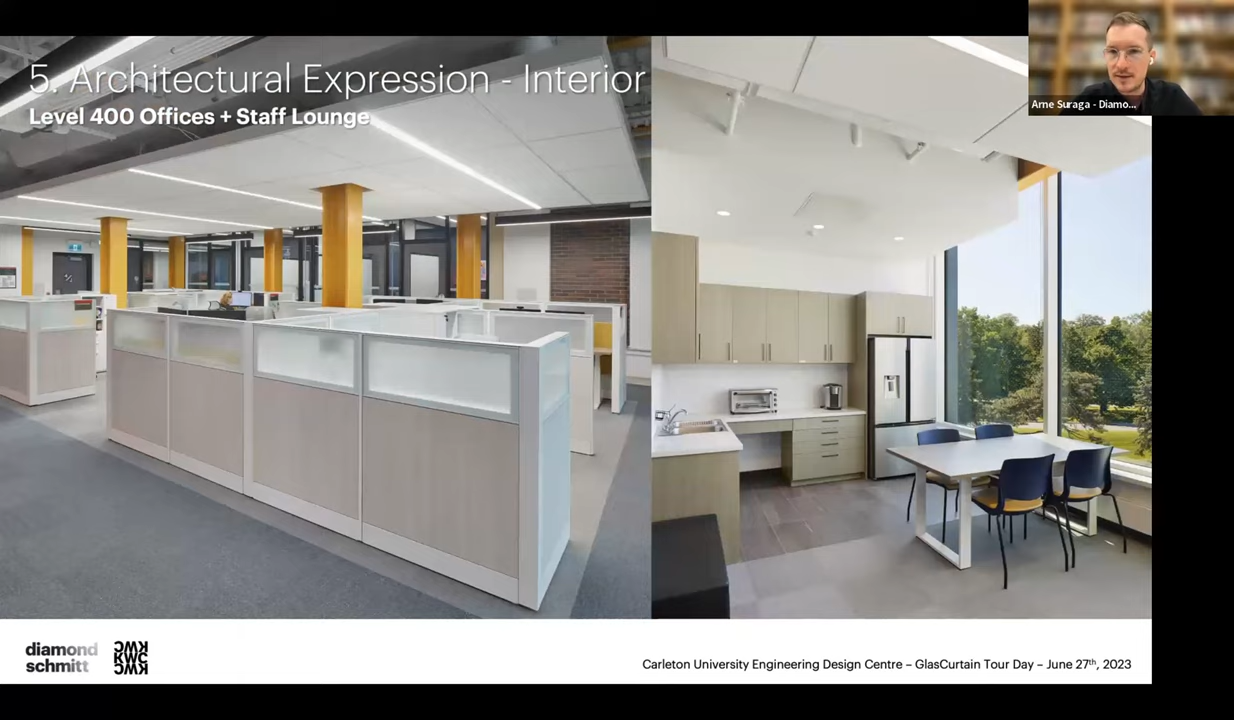 5. Architectural Expression - Interior
Level 400 Offices + Staff Lounge
Arne Suraga - Diamo...
diamond
schmitt
KWC
Carleton University Engineering Design Centre – GlasCurtain Tour Day – June 27th, 2023